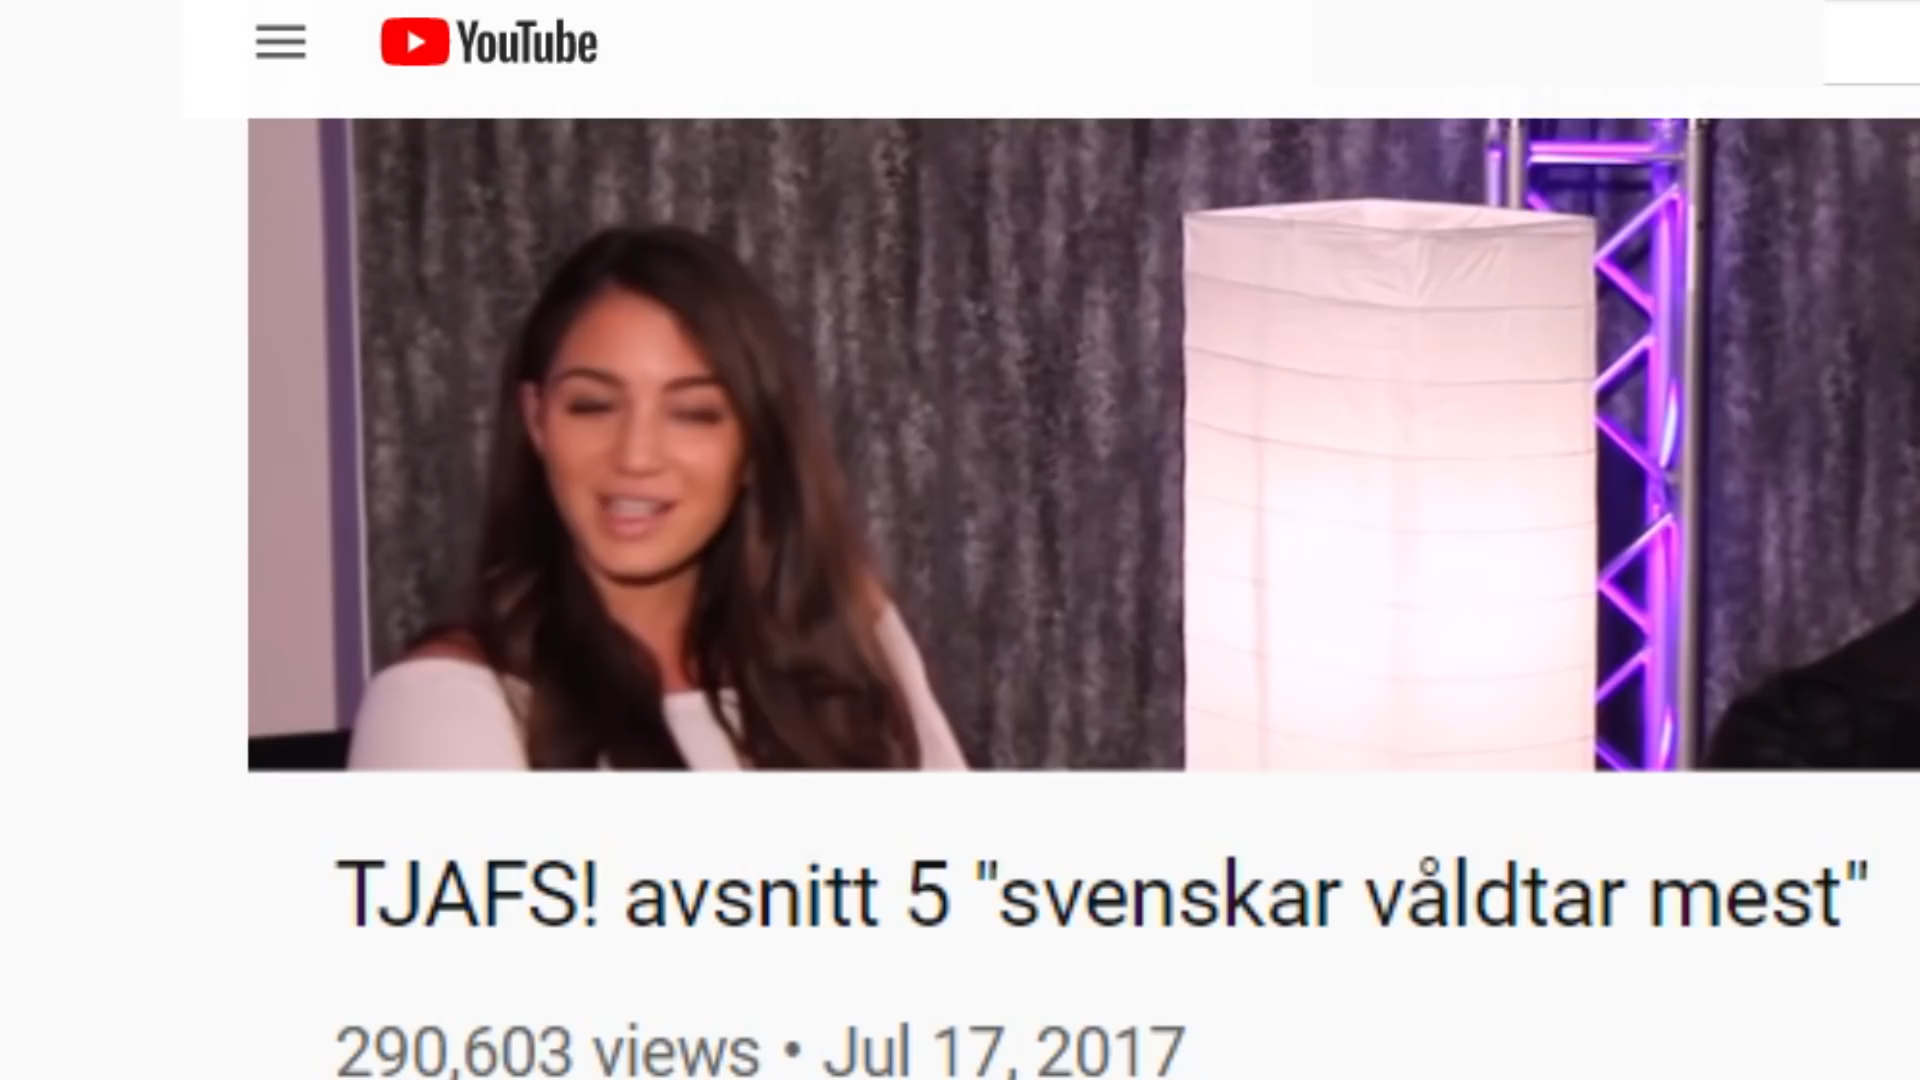 YouTube
TJAFS! avsnitt 5 "svenskar våldtar mest"
290,603 views • Jul 17, 2017